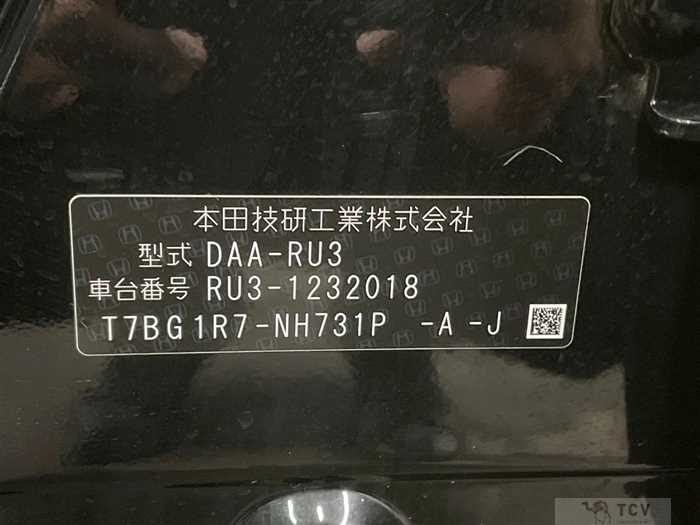 本田技研工業株式会社
型式 DAA-RU3
車台番号 RU3-1232018
T7BG1R7-NH731P -A -J
TCV